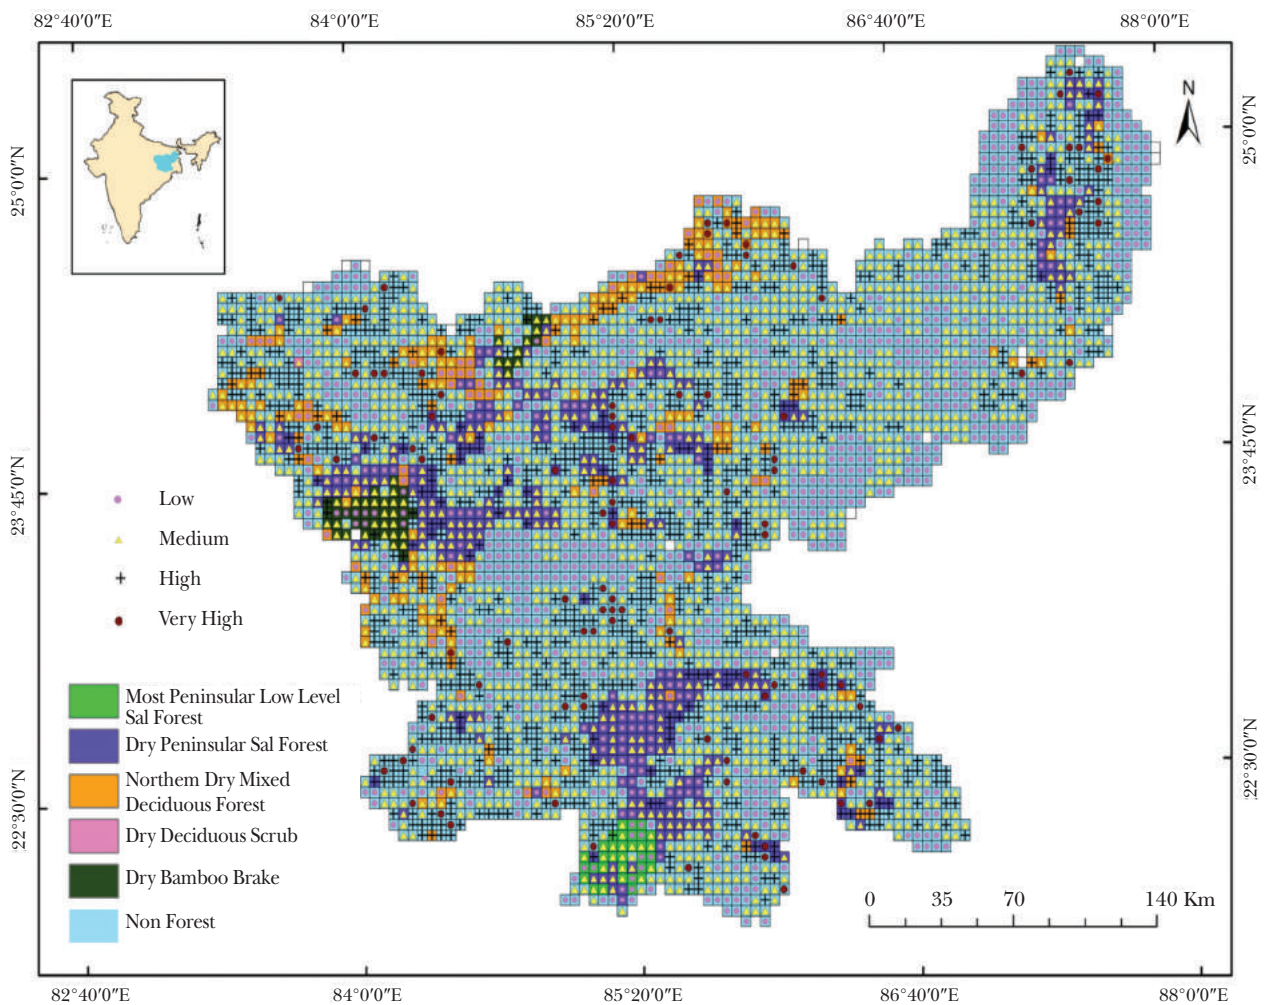 82°40′0″E 84°0′0″E 85°20′0″E 86°40′0″E 88°0′0″E
N
25°0′0″N
25°0′0″N
23°45′0″N
23°45′0″N
Low
Medium
High
Very High
Most Peninsular Low Level
Sal Forest
Dry Peninsular Sal Forest
Northem Dry Mixed
Deciduous Forest
Dry Deciduous Scrub
Dry Bamboo Brake
Non Forest
22°30′0″N
22°30′0″N
0 35 70 140 Km
82°40′0″E 84°0′0″E 85°20′0″E 86°40′0″E 88°0′0″E